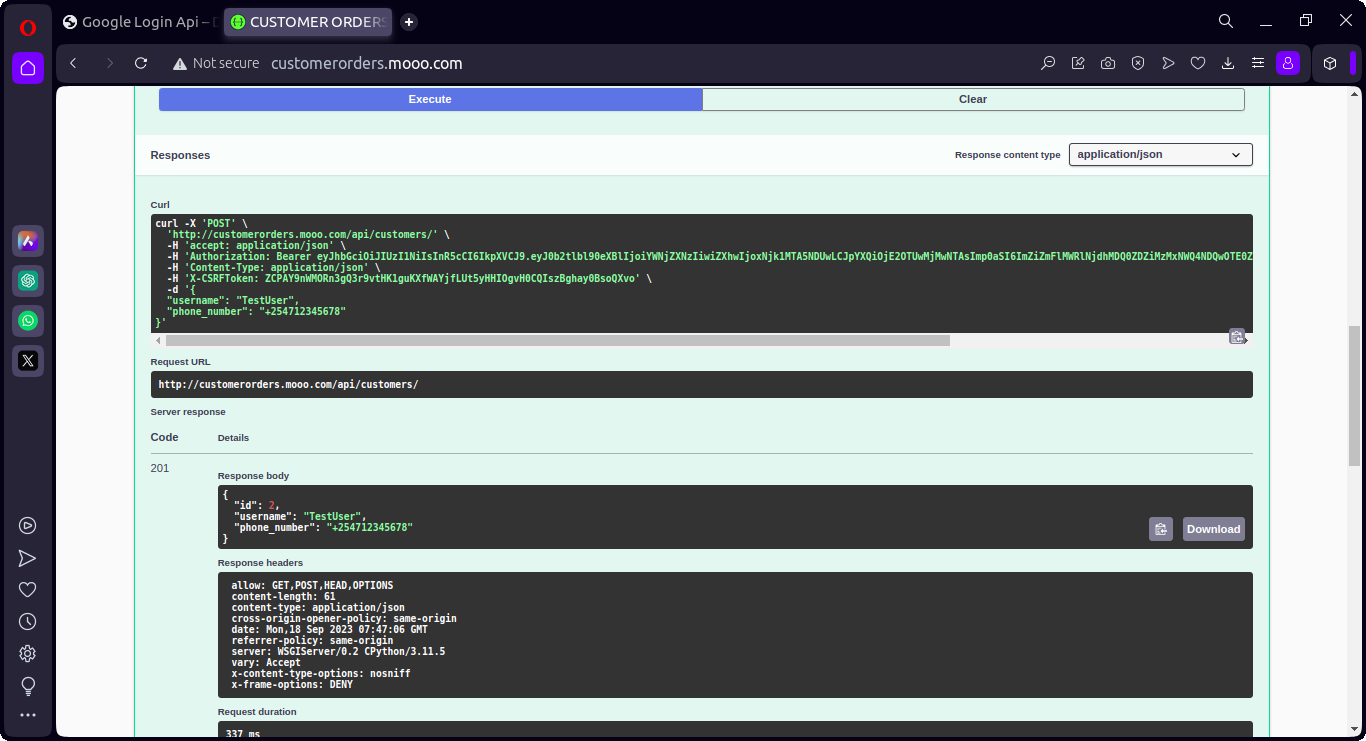 Google Login Api –
CUSTOMER ORDERS
Not secure customerorders.mooo.com
Execute
Clear
Responses
Response content type
application/json
Curl
curl -X 'POST' \
'http://customerorders.mooo.com/api/customers/' \
-H 'accept: application/json' \
-H 'Content-Type: application/json' \
-H 'X-CSRFToken: ZCPAY9nWMORn3gQ3r9vtHK1guKXfWAYjfLUt5yHHIOgvH0CQIszBghay0BsoQXvo' \
-d '{
"username": "TestUser",
"phone_number": "+254712345678"
}'
Request URL
http://customerorders.mooo.com/api/customers/
Server response
Code
Details
201
Response body
{
"id": 2,
"username": "TestUser",
"phone_number": "+254712345678"
}
Download
Response headers
allow: GET,POST,HEAD,OPTIONS
content-length: 61
content-type: application/json
cross-origin-opener-policy: same-origin
date: Mon,18 Sep 2023 07:47:06 GMT
referrer-policy: same-origin
server: WSGIServer/0.2 CPython/3.11.5
vary: Accept
x-content-type-options: nosniff
x-frame-options: DENY
Request duration
337 ms